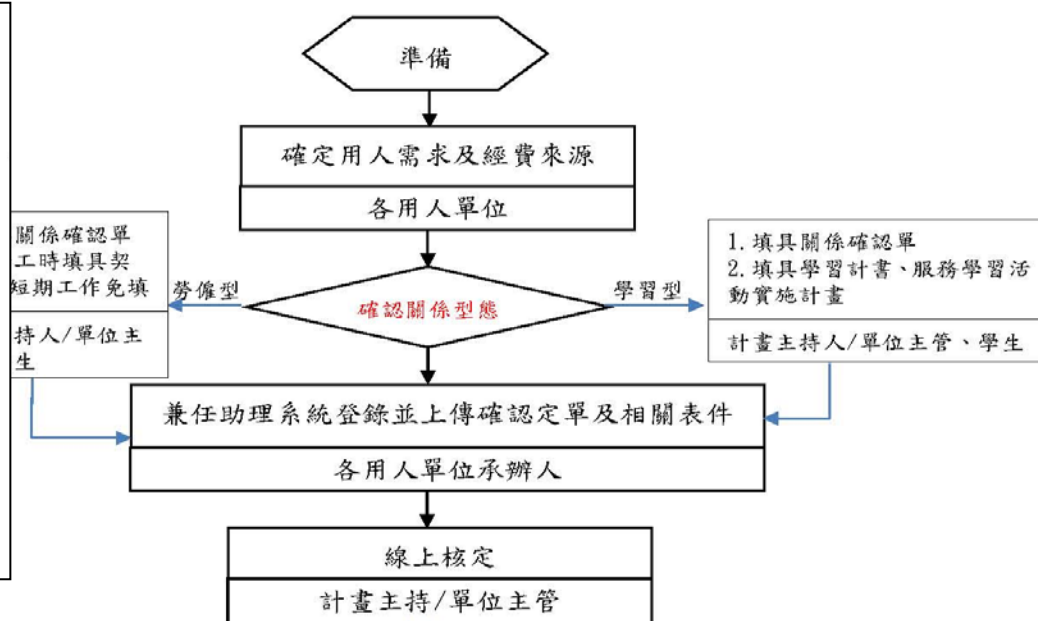 準備
確定用人需求及經費來源
各用人單位
關係確認單
工時填具契
短期工作免填
持人/單位主
生
勞僱型
確認關係型態
學習型
1. 填具關係確認單
2. 填具學習計書、服務學習活
動實施計畫
計畫主持人/單位主管、學生
兼任助理系統登錄並上傳確認定單及相關表件
各用人單位承辦人
線上核定
計畫主持/單位主管